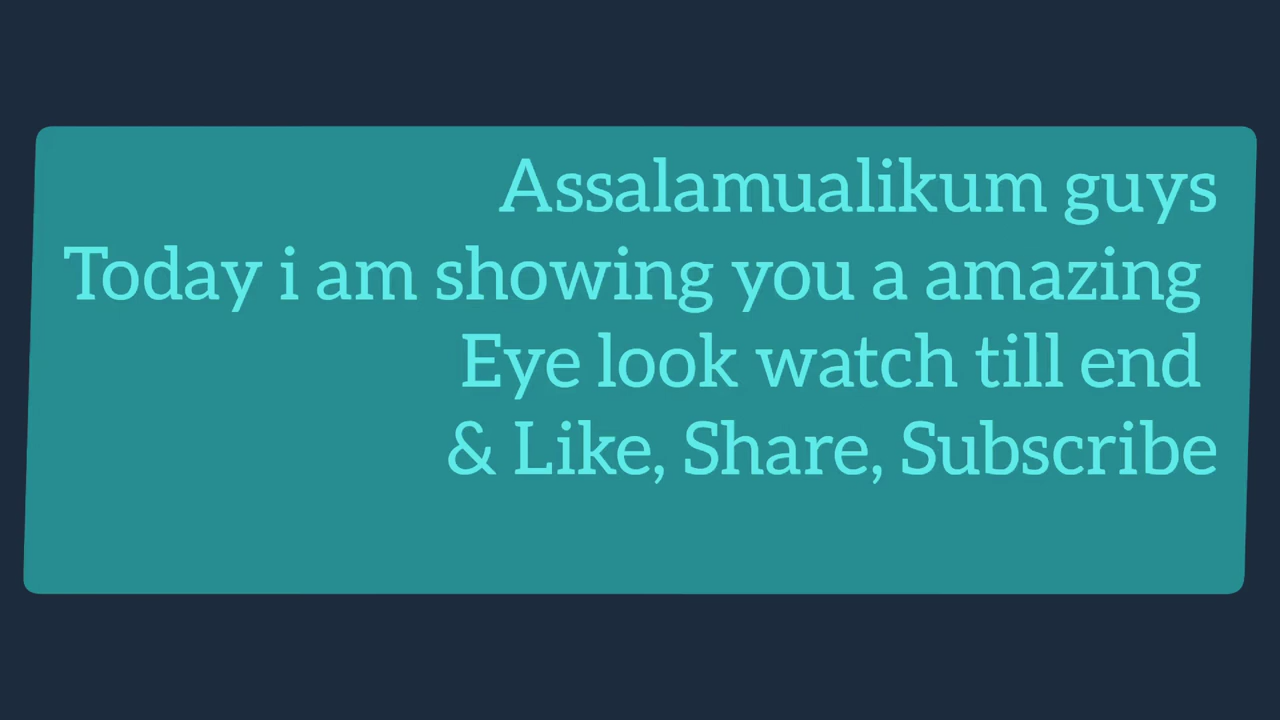 Assalamualikum guys
Today i am showing you a amazing
Eye look watch till end
& Like, Share, Subscribe